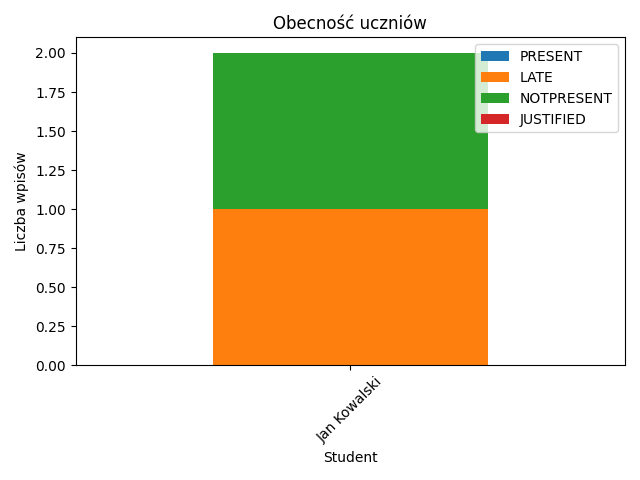 Obecność uczniów
PRESENT
LATE
NOTPRESENT
JUSTIFIED
2.00
1.75
1.50
1.25
1.00
0.75
0.50
0.25
0.00
Liczba wpisów
Jan Kowalski
Student